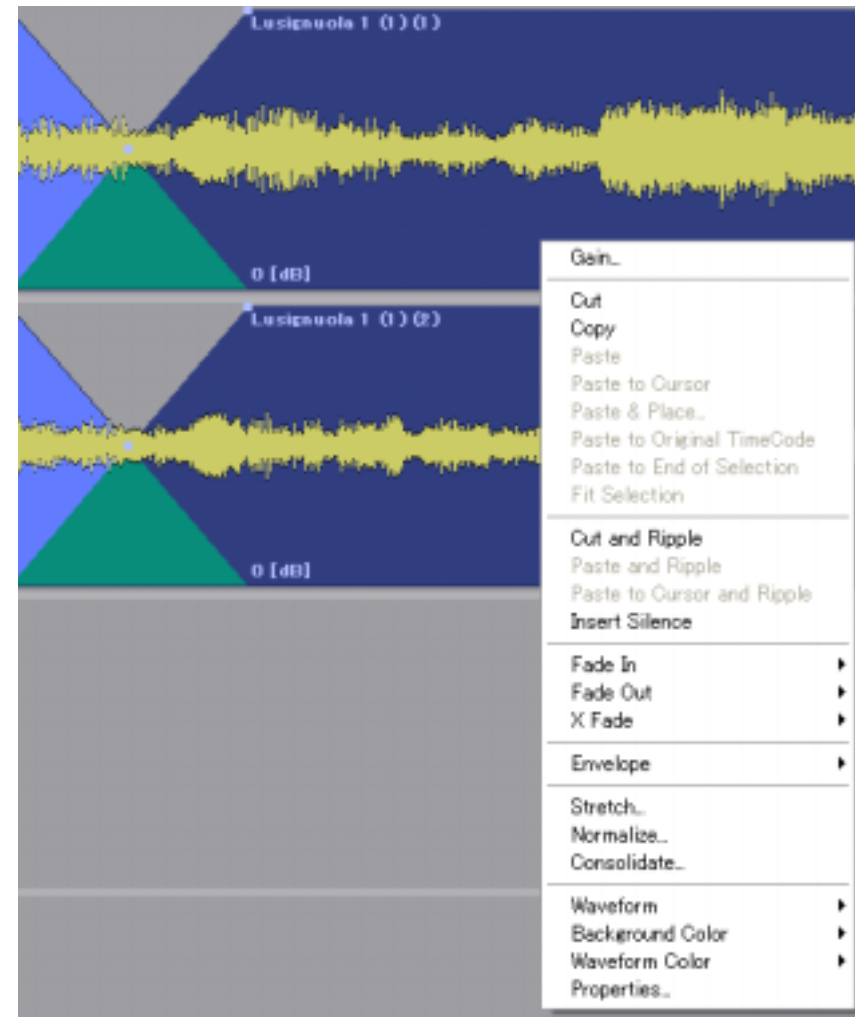 Lusignuola 1 (1)(1)
0 [dB]
Lusignuola 1 (1)(2)
0 [dB]
Gain...
Cut
Copy
Paste
Paste to Cursor
Paste & Place...
Paste to Original TimeCode
Paste to End of Selection
Fit Selection
Cut and Ripple
Paste and Ripple
Paste to Cursor and Ripple
Insert Silence
Fade In
Fade Out
X Fade
Envelope
Stretch...
Normalize...
Consolidate...
Waveform
Background Color
Waveform Color
Properties...